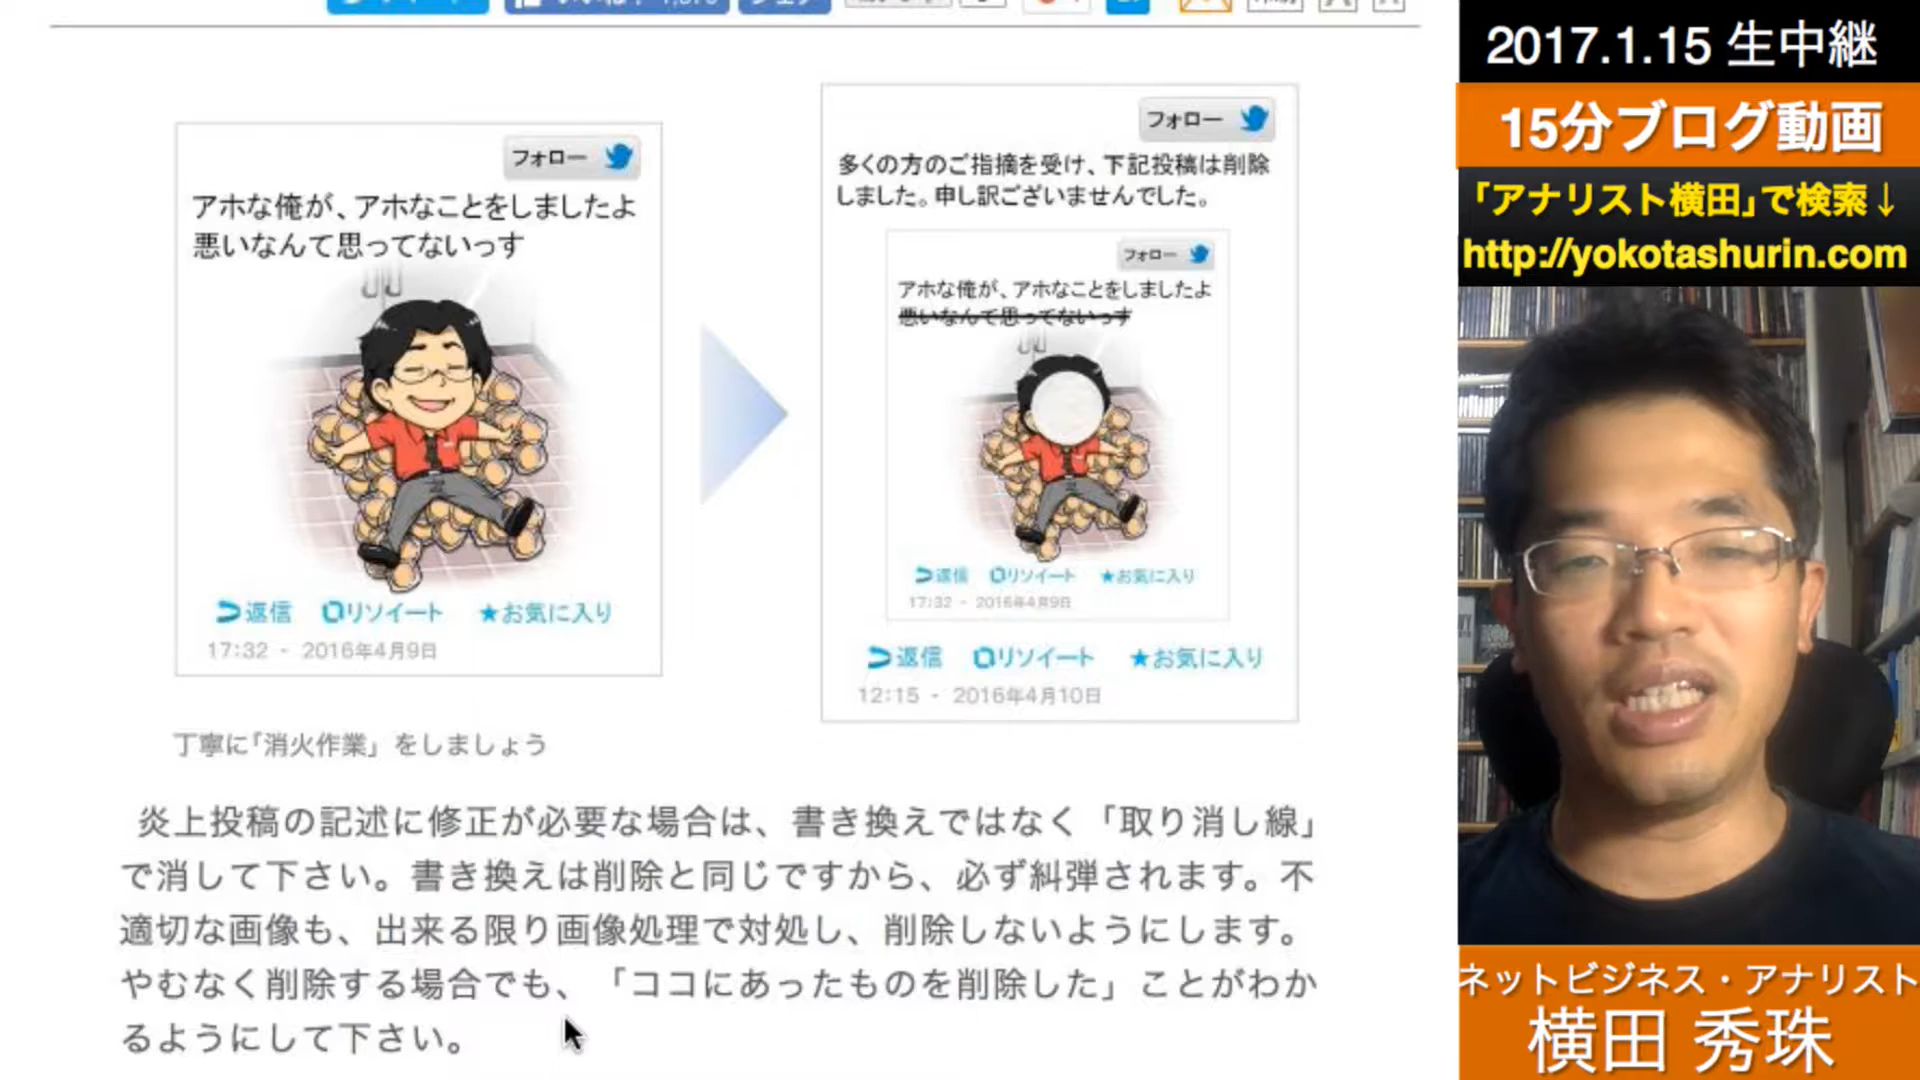 フォロー
アホな俺が、アホなことをしましたよ
悪いなんて思ってないっす
返信 リツイート ★お気に入り
17:32 - 2016年4月9日
フォロー
多くの方のご指摘を受け、下記投稿は削除
しました。申し訳ございませんでした。
フォロー
アホな俺が、アホなことをしましたよ
悪いなんて思ってないっす
返信 リツイート ★お気に入り
17:32 - 2016年4月9日
返信 リツイート ★お気に入り
12:15 - 2016年4月10日
丁寧に「消火作業」をしましょう
炎上投稿の記述に修正が必要な場合は、書き換えではなく「取り消し線」
で消して下さい。書き換えは削除と同じですから、必ず糾弾されます。不
適切な画像も、出来る限り画像処理で対処し、削除しないようにします。
やむなく削除する場合でも、「ココにあったものを削除した」ことがわか
るようにして下さい。
2017.1.15 生中継
15分ブログ動画
「アナリスト横田」で検索↓
http://yokotashurin.com
ネットビジネス・アナリスト
横田 秀珠